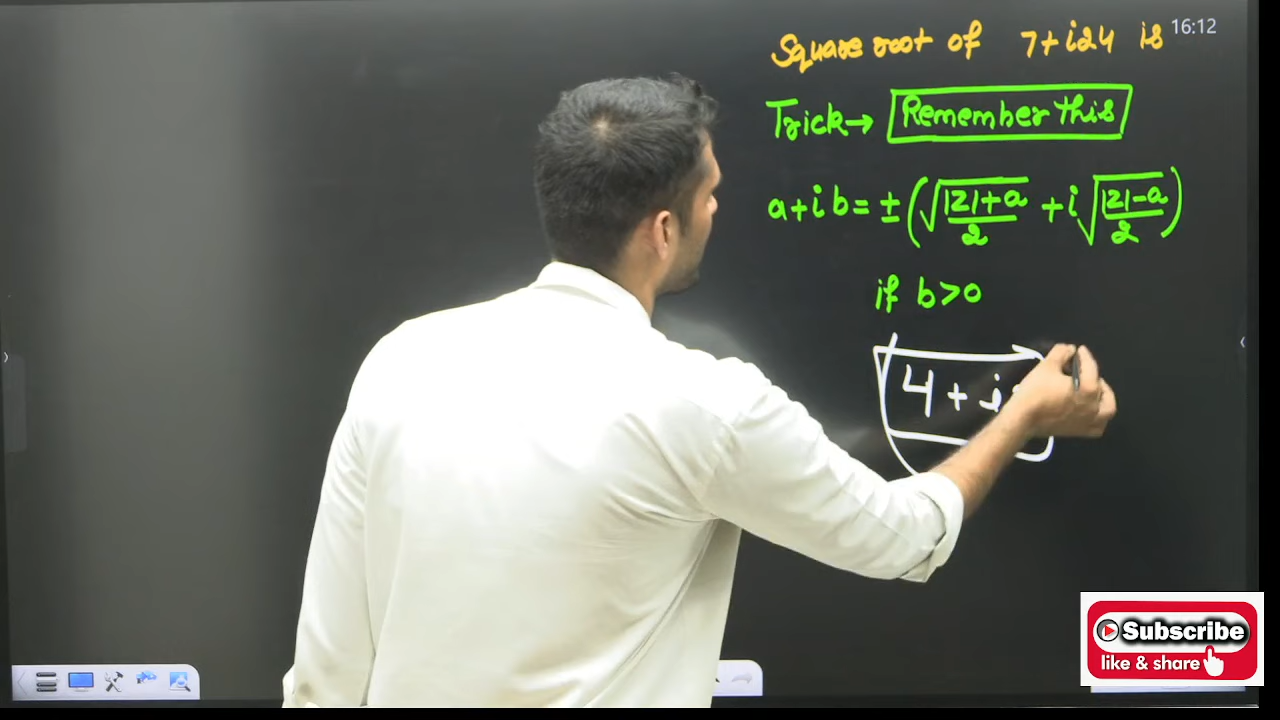 Square root of 7+i24 is
16:12
Trick→ Remember this
a+ib=±(√(|z|+a)/2 + i√(|z|-a)/2)
if b>0
4 + i
Subscribe
like & share